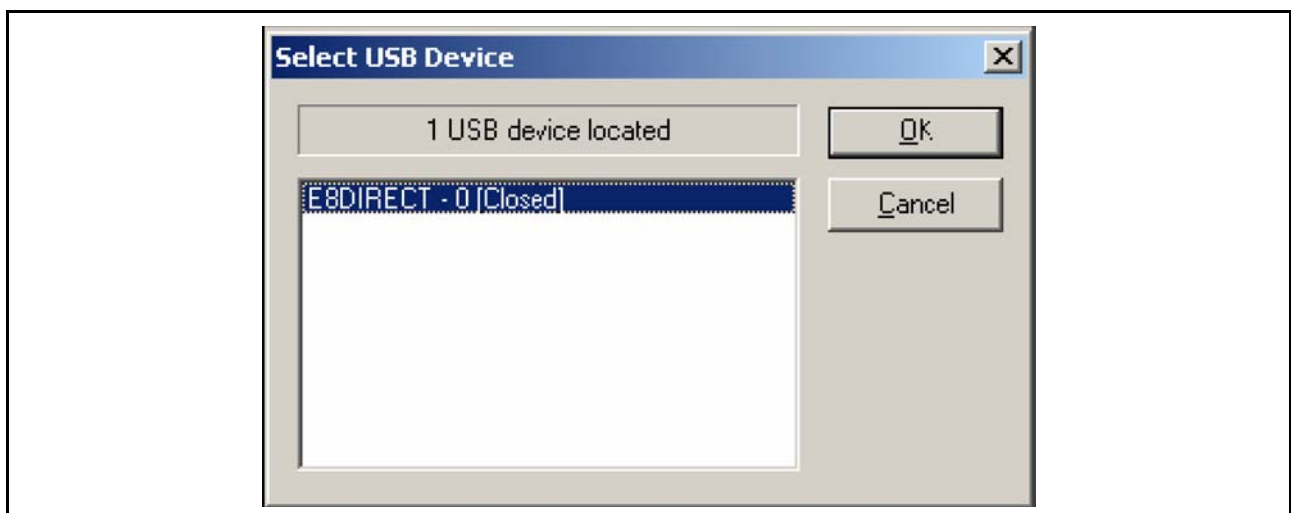 Select USB Device
1 USB device located
OK
E8DIRECT - 0 [Closed]
Cancel